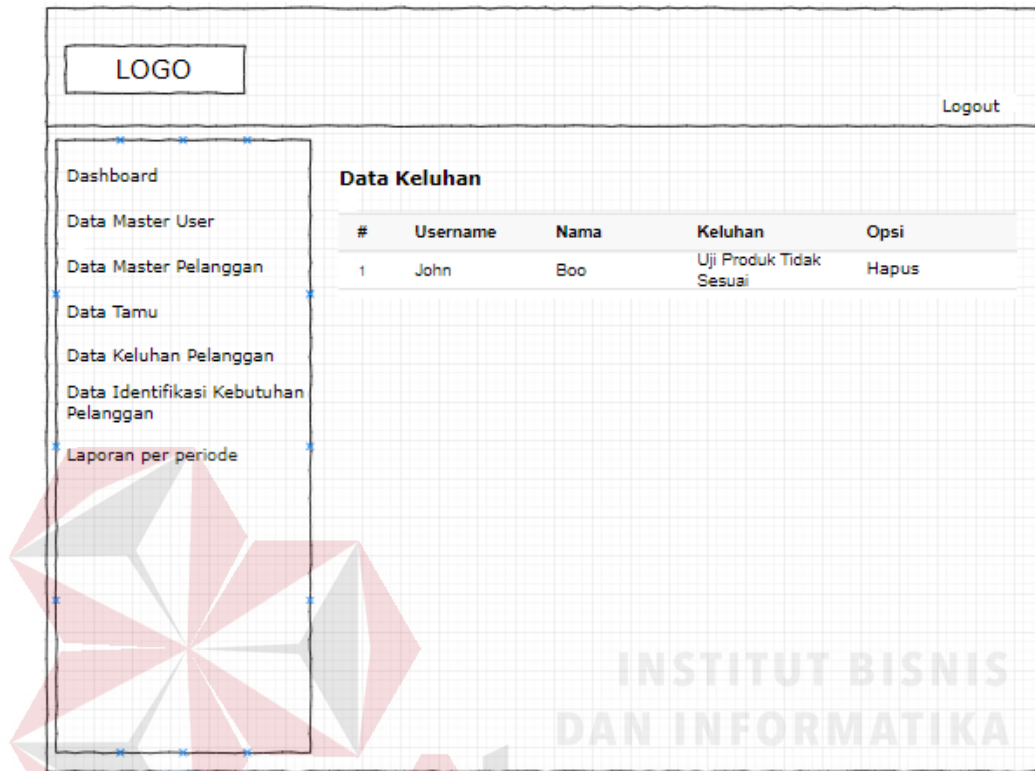 LOGO
Logout
Dashboard
Data Master User
Data Master Pelanggan
Data Tamu
Data Keluhan Pelanggan
Data Identifikasi Kebutuhan
Pelanggan
Laporan per periode
Data Keluhan
# Username Nama Keluhan Opsi
1 John Boo Uji Produk Tidak
Sesuai Hapus
INSTITUT BISNIS
DAN INFORMATIKA